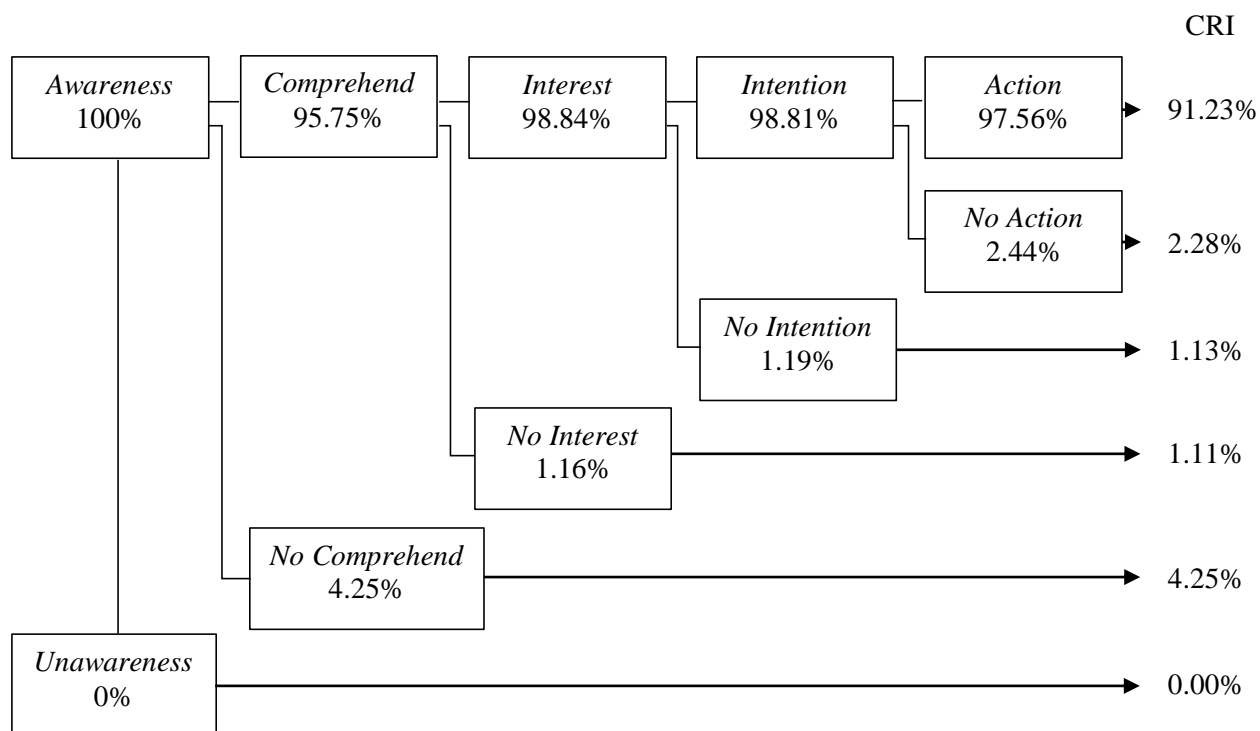 CRI
Awareness
100%
Comprehend
95.75%
Interest
98.84%
Intention
98.81%
Action
97.56%
91.23%
No Action
2.44%
2.28%
No Intention
1.19%
1.13%
No Interest
1.16%
1.11%
No Comprehend
4.25%
4.25%
Unawareness
0%
0.00%